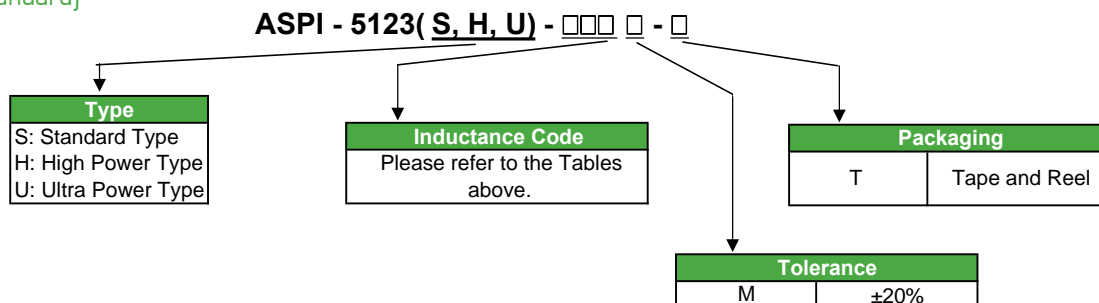 ASPI - 5123( S, H, U) - □□□ □ - □
Type
S: Standard Type
H: High Power Type
U: Ultra Power Type
Inductance Code
Please refer to the Tables
above.
Packaging
T Tape and Reel
Tolerance
M ±20%